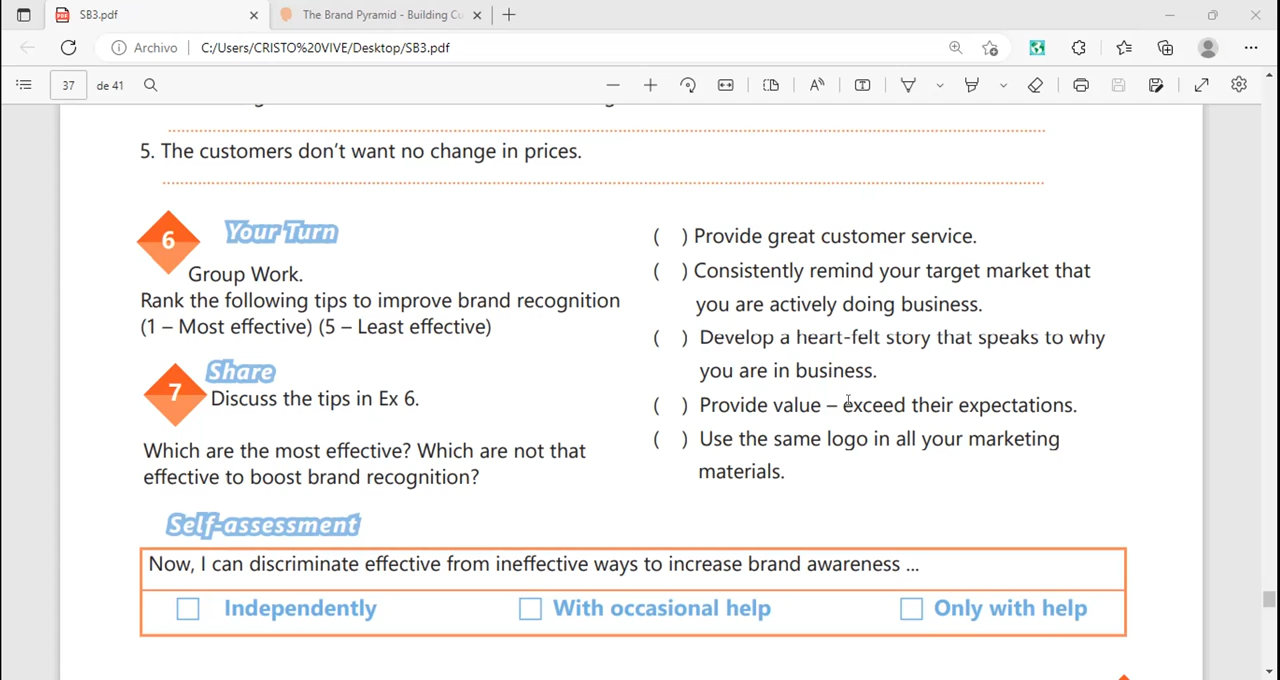 SB3.pdf
The Brand Pyramid - Building Cu
Archivo
C:/Users/CRISTO%20VIVE/Desktop/SB3.pdf
37 de 41
5. The customers don't want no change in prices.
6 Your Turn
Group Work.
Rank the following tips to improve brand recognition
(1 – Most effective) (5 – Least effective)
7 Share
Discuss the tips in Ex 6.
Which are the most effective? Which are not that
effective to boost brand recognition?
( ) Provide great customer service.
( ) Consistently remind your target market that
you are actively doing business.
( ) Develop a heart-felt story that speaks to why
you are in business.
( ) Provide value – exceed their expectations.
( ) Use the same logo in all your marketing
materials.
Self-assessment
Now, I can discriminate effective from ineffective ways to increase brand awareness ...
Independently
With occasional help
Only with help